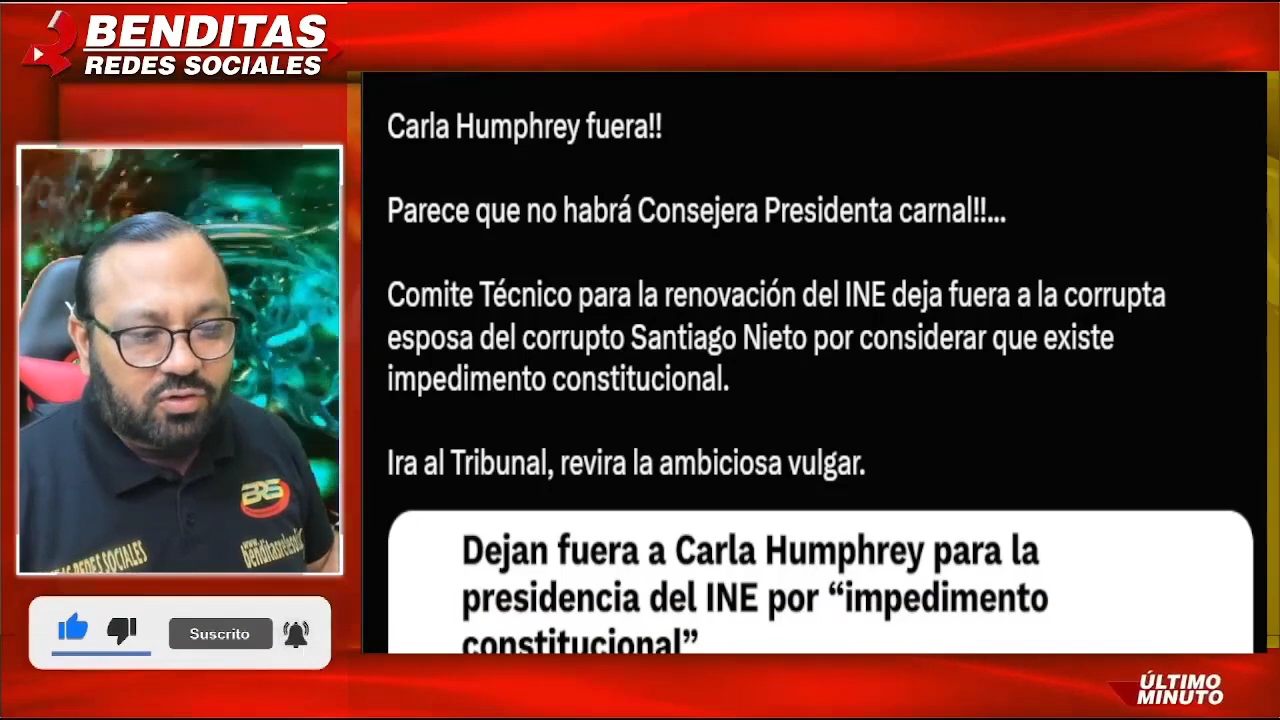 BENDITAS
REDES SOCIALES
Carla Humphrey fuera!!
Parece que no habrá Consejera Presidenta carnal!!...
Comite Técnico para la renovación del INE deja fuera a la corrupta
esposa del corrupto Santiago Nieto por considerar que existe
impedimento constitucional.
Ira al Tribunal, revira la ambiciosa vulgar.
Dejan fuera a Carla Humphrey para la
presidencia del INE por “impedimento
constitucional”
BRS
REDES SOCIALES
Suscrito
ÚLTIMO
MINUTO